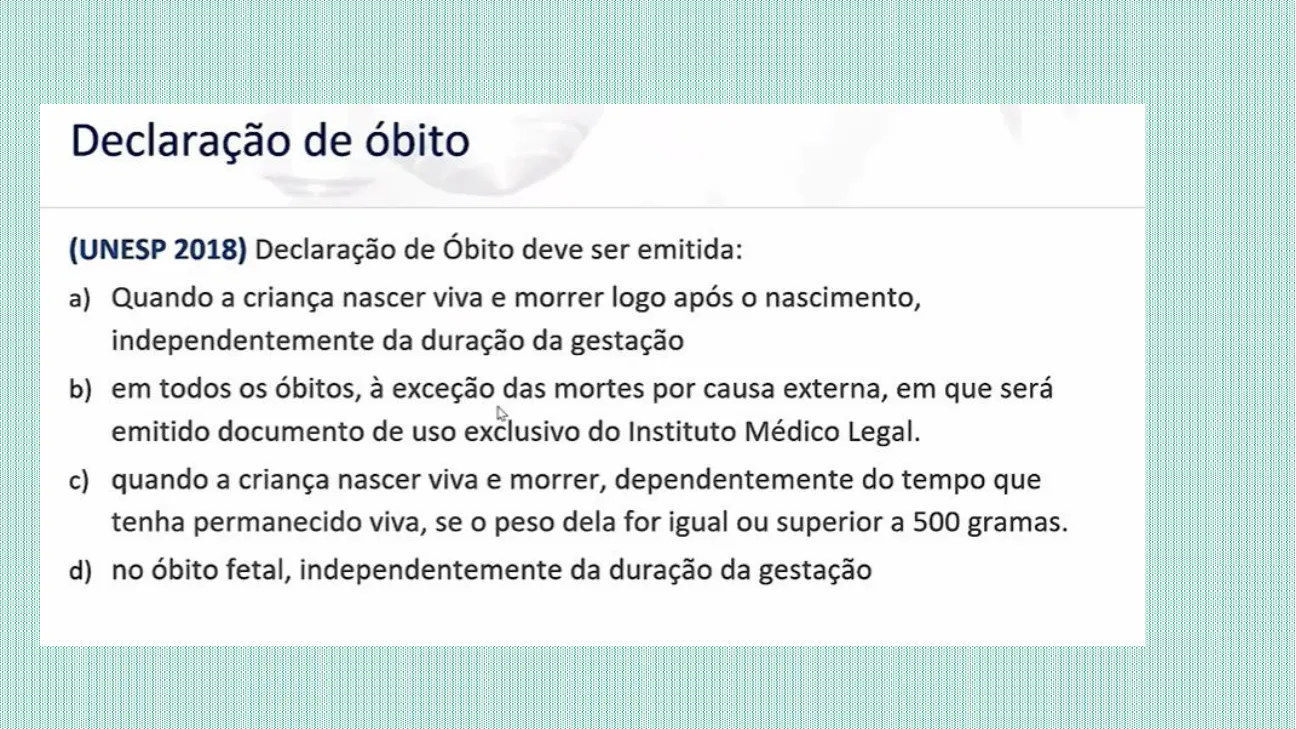 Declaração de óbito
(UNESP 2018) Declaração de Óbito deve ser emitida:
a) Quando a criança nascer viva e morrer logo após o nascimento,
independentemente da duração da gestação
b) em todos os óbitos, à exceção das mortes por causa externa, em que será
emitido documento de uso exclusivo do Instituto Médico Legal.
c) quando a criança nascer viva e morrer, dependentemente do tempo que
tenha permanecido viva, se o peso dela for igual ou superior a 500 gramas.
d) no óbito fetal, independentemente da duração da gestação